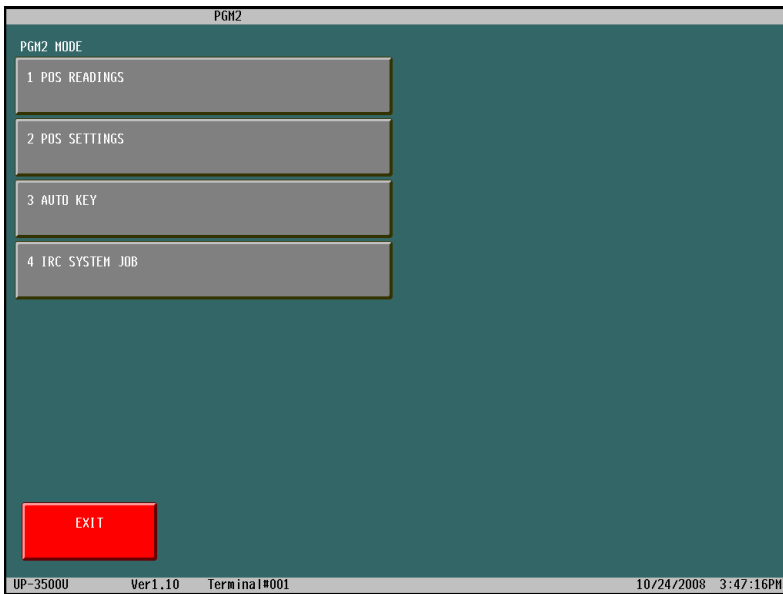 PGM2
PGM2 MODE
1 POS READINGS
2 POS SETTINGS
3 AUTO KEY
4 IRC SYSTEM JOB
EXIT
UP-3500U Ver1.10 Terminal#001 10/24/2008 3:47:16PM